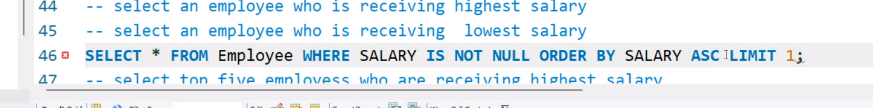 44 -- select an employee who is receiving highest salary
45 -- select an employee who is receiving  lowest salary
46 SELECT * FROM Employee WHERE SALARY IS NOT NULL ORDER BY SALARY ASC LIMIT 1;
47 -- select top five employess who are receiving highest salary